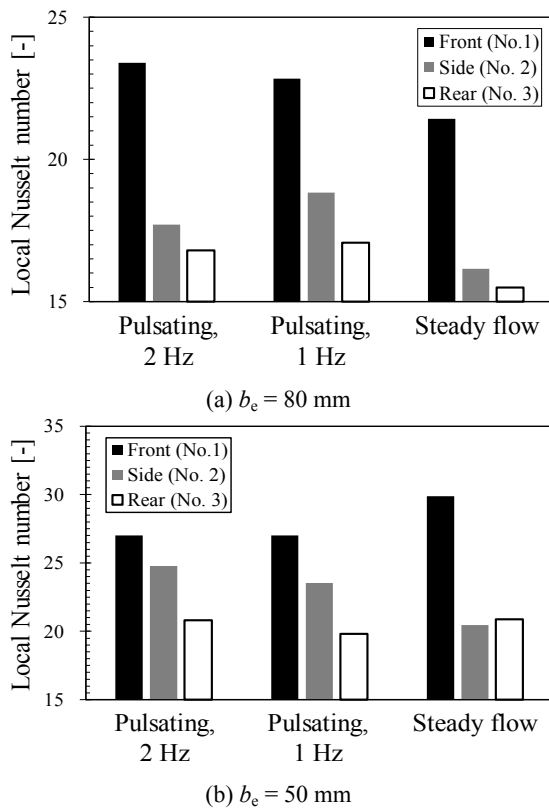 25
20
15
Local Nusselt number [-]
Front (No.1)
Side (No. 2)
Rear (No. 3)
Pulsating,
2 Hz
Pulsating,
1 Hz
Steady flow
(a) be = 80 mm
35
30
25
20
15
Local Nusselt number [-]
Front (No.1)
Side (No. 2)
Rear (No. 3)
Pulsating,
2 Hz
Pulsating,
1 Hz
Steady flow
(b) be = 50 mm